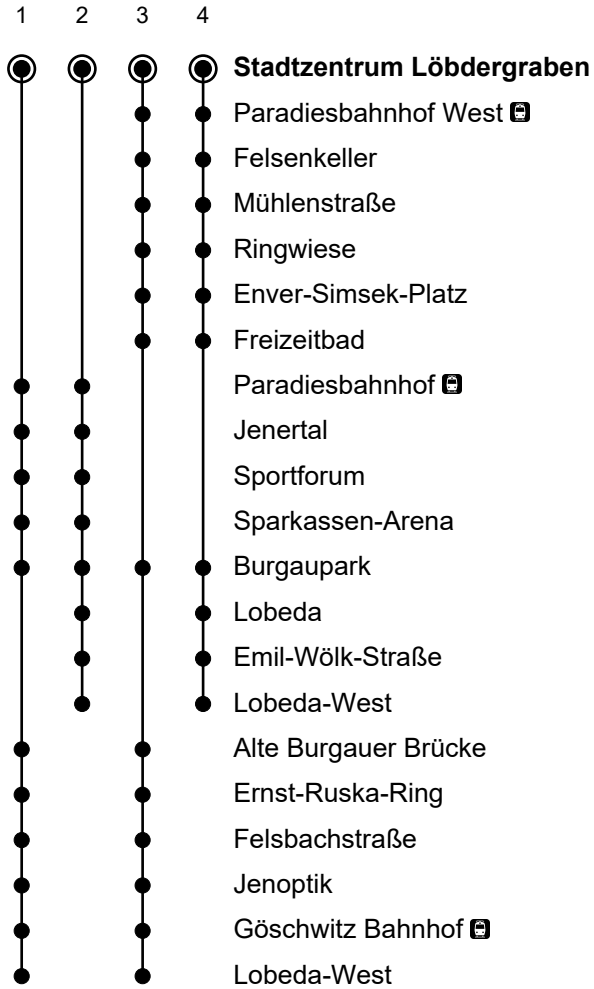 1 2 3 4
Stadtzentrum Löbdergraben
Paradiesbahnhof West
Felsenkeller
Mühlenstraße
Ringwiese
Enver-Simsek-Platz
Freizeitbad
Paradiesbahnhof
Jenertal
Sportforum
Sparkassen-Arena
Burgaupark
Lobeda
Emil-Wölk-Straße
Lobeda-West
Alte Burgauer Brücke
Ernst-Ruska-Ring
Felsbachstraße
Jenoptik
Göschwitz Bahnhof
Lobeda-West